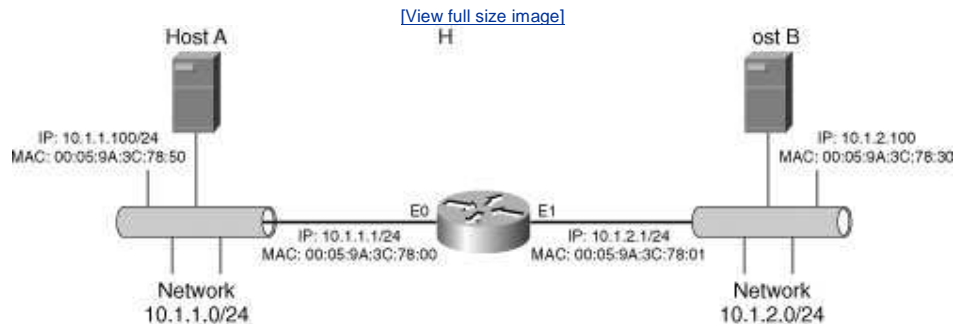 [View full size image]
Host A
H
ost B
IP: 10.1.1.100/24
MAC: 00:05:9A:3C:78:50
IP: 10.1.2.100
MAC: 00:05:9A:3C:78:30
E0
E1
IP: 10.1.1.1/24
MAC: 00:05:9A:3C:78:00
IP: 10.1.2.1/24
MAC: 00:05:9A:3C:78:01
Network
10.1.1.0/24
Network
10.1.2.0/24